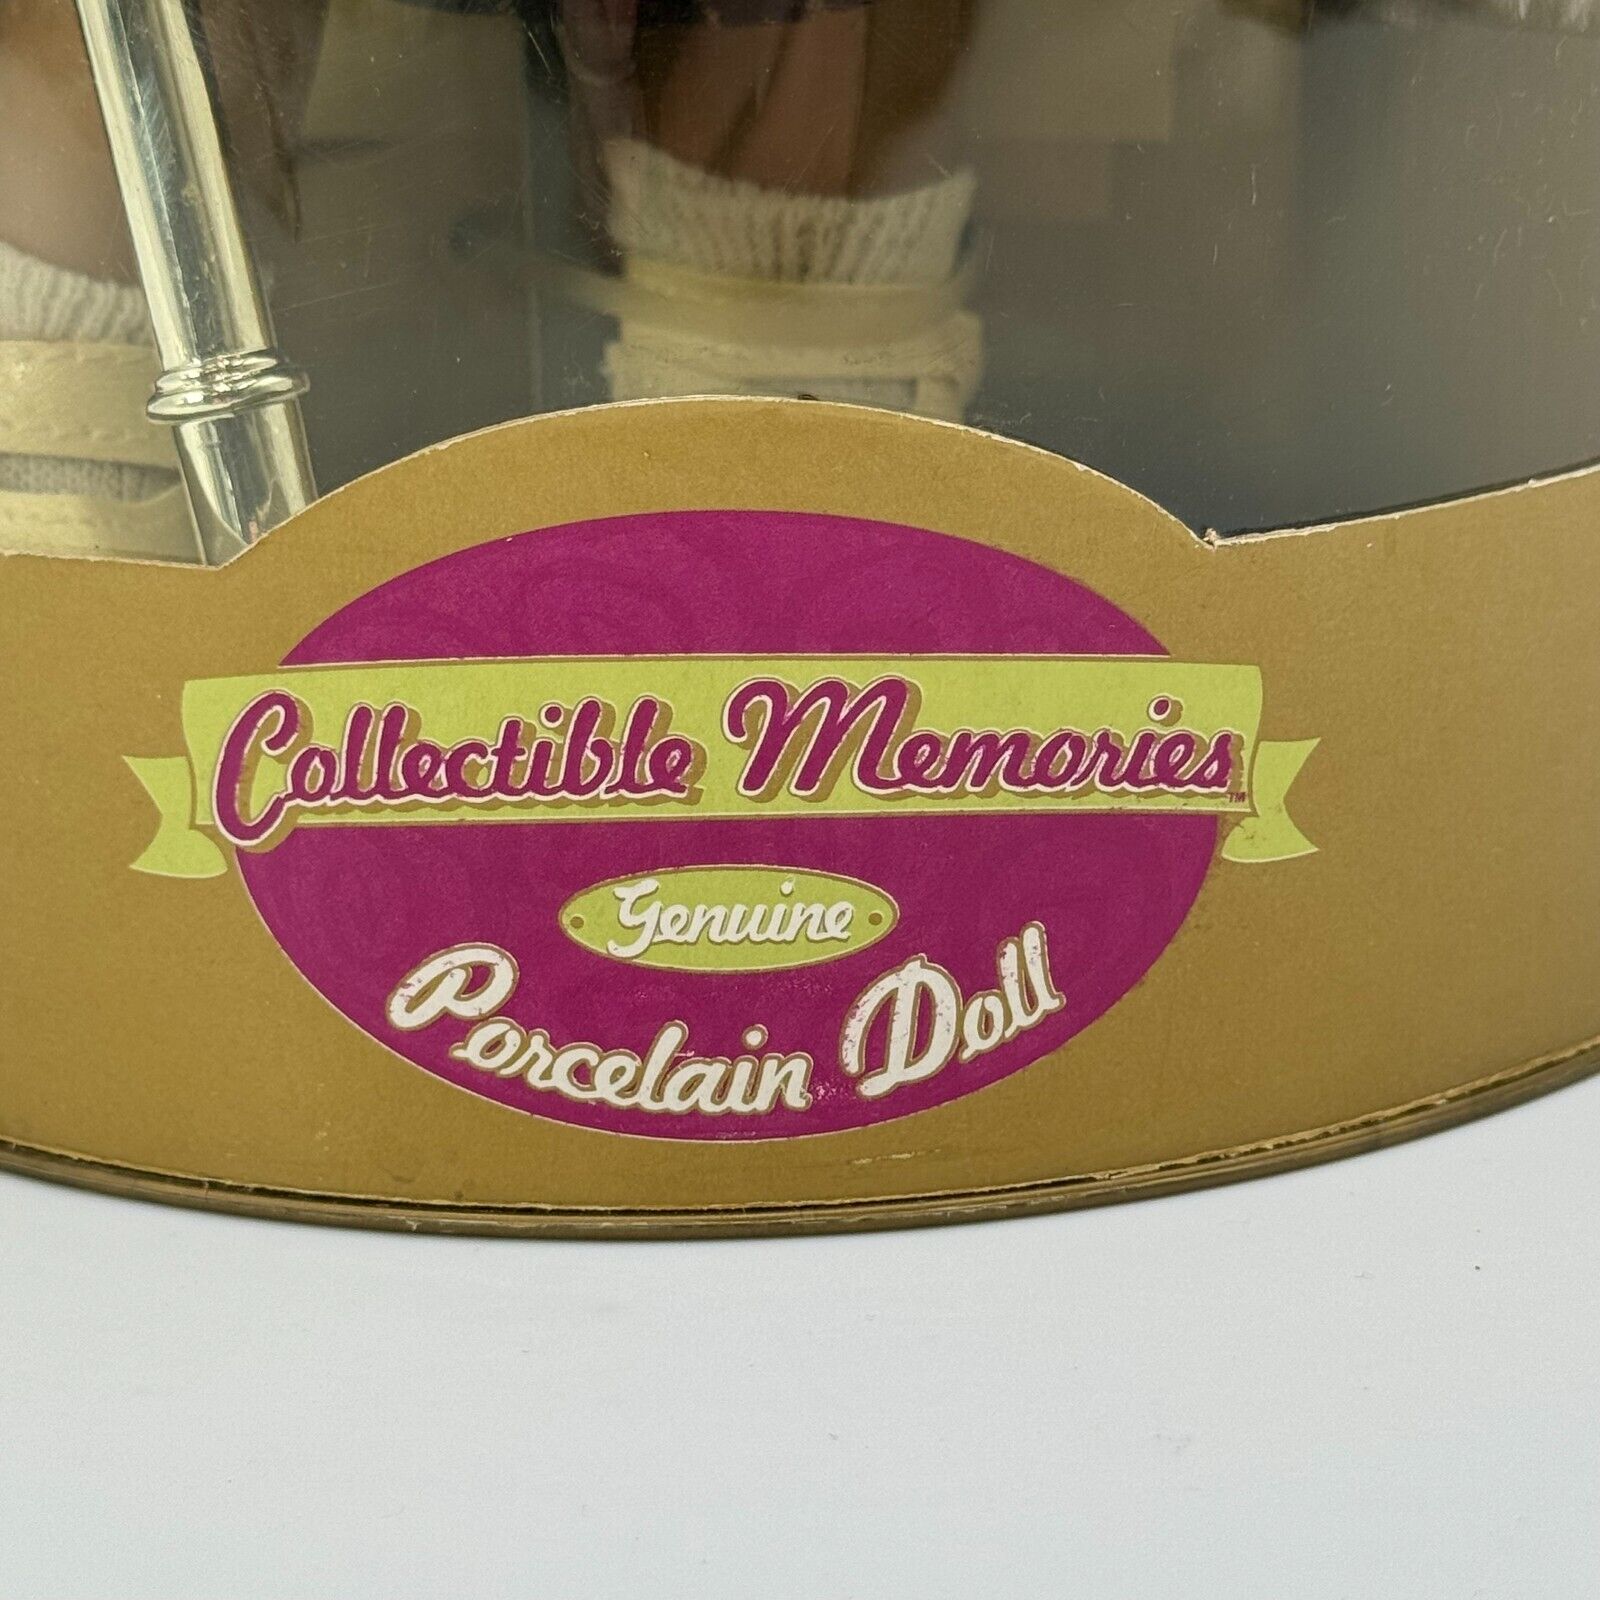 Collectible Memories™
Genuine
Porcelain Doll